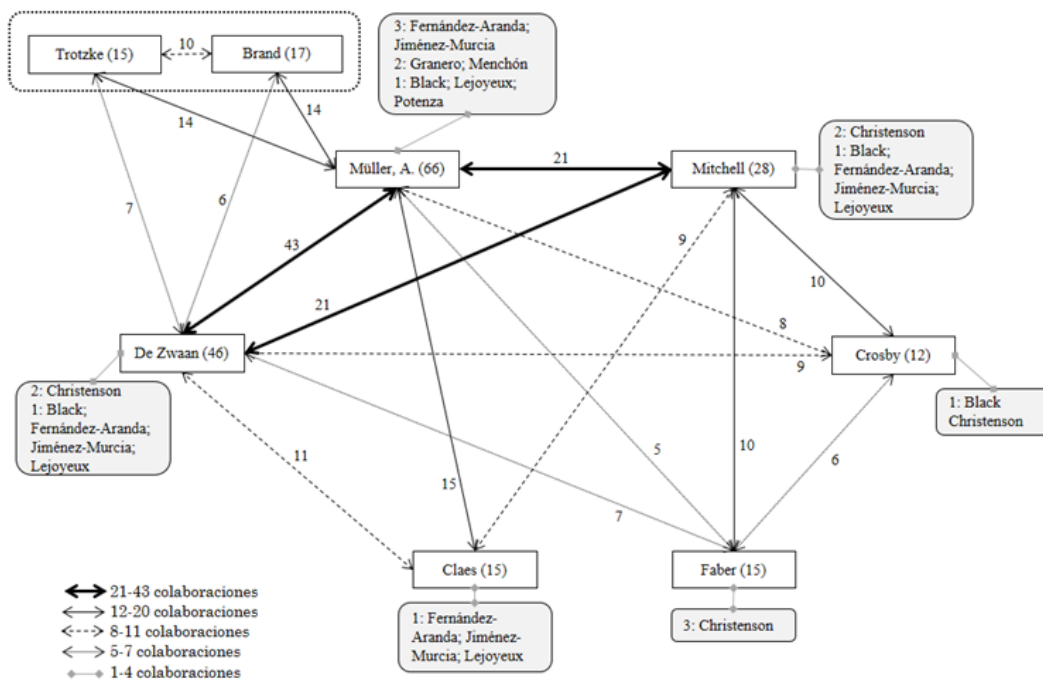 Trotzke (15)
10
Brand (17)
3: Fernández-Aranda;
Jiménez-Murcia
2: Granero; Menchón
1: Black; Lejoyeux;
Potenza
14
14
7
6
Müller, A. (66)
21
Mitchell (28)
2: Christenson
1: Black;
Fernández-Aranda;
Jiménez-Murcia;
Lejoyeux
43
21
9
10
8
9
De Zwaan (46)
Crosby (12)
2: Christenson
1: Black;
Fernández-Aranda;
Jiménez-Murcia;
Lejoyeux
1: Black
Christenson
11
15
5
10
6
7
Claes (15)
Faber (15)
1: Fernández-
Aranda; Jiménez-
Murcia; Lejoyeux
3: Christenson
21-43 colaboraciones
12-20 colaboraciones
8-11 colaboraciones
5-7 colaboraciones
1-4 colaboraciones